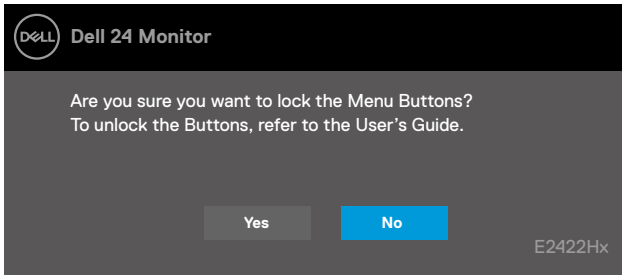 DELL Dell 24 Monitor
Are you sure you want to lock the Menu Buttons?
To unlock the Buttons, refer to the User’s Guide.
Yes No
E2422Hx